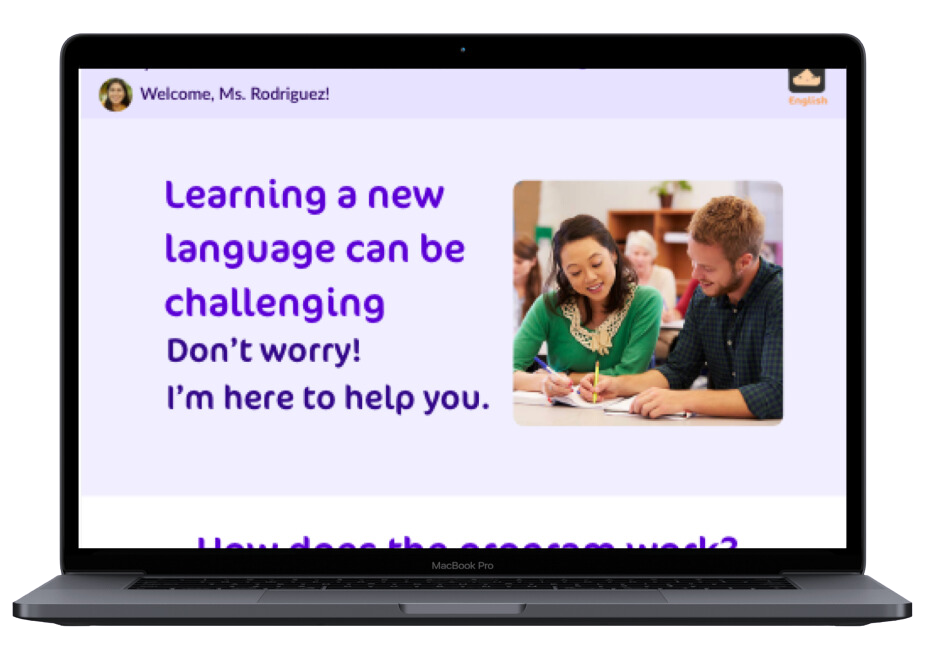 Welcome, Ms. Rodriguez!
English
Learning a new
language can be
challenging
Don't worry!
I'm here to help you.
How does the program work?
MacBook Pro